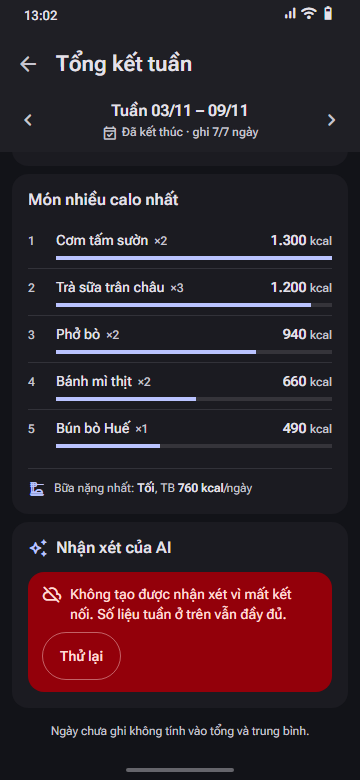 13:02
Tổng kết tuần
Tuần 03/11 – 09/11
Đã kết thúc · ghi 7/7 ngày
Món nhiều calo nhất
1 Cơm tấm sườn ×2 1.300 kcal
2 Trà sữa trân châu ×3 1.200 kcal
3 Phở bò ×2 940 kcal
4 Bánh mì thịt ×2 660 kcal
5 Bún bò Huế ×1 490 kcal
Bữa nặng nhất: Tối, TB 760 kcal/ngày
Nhận xét của AI
Không tạo được nhận xét vì mất kết
nối. Số liệu tuần ở trên vẫn đầy đủ.
Thử lại
Ngày chưa ghi không tính vào tổng và trung bình.